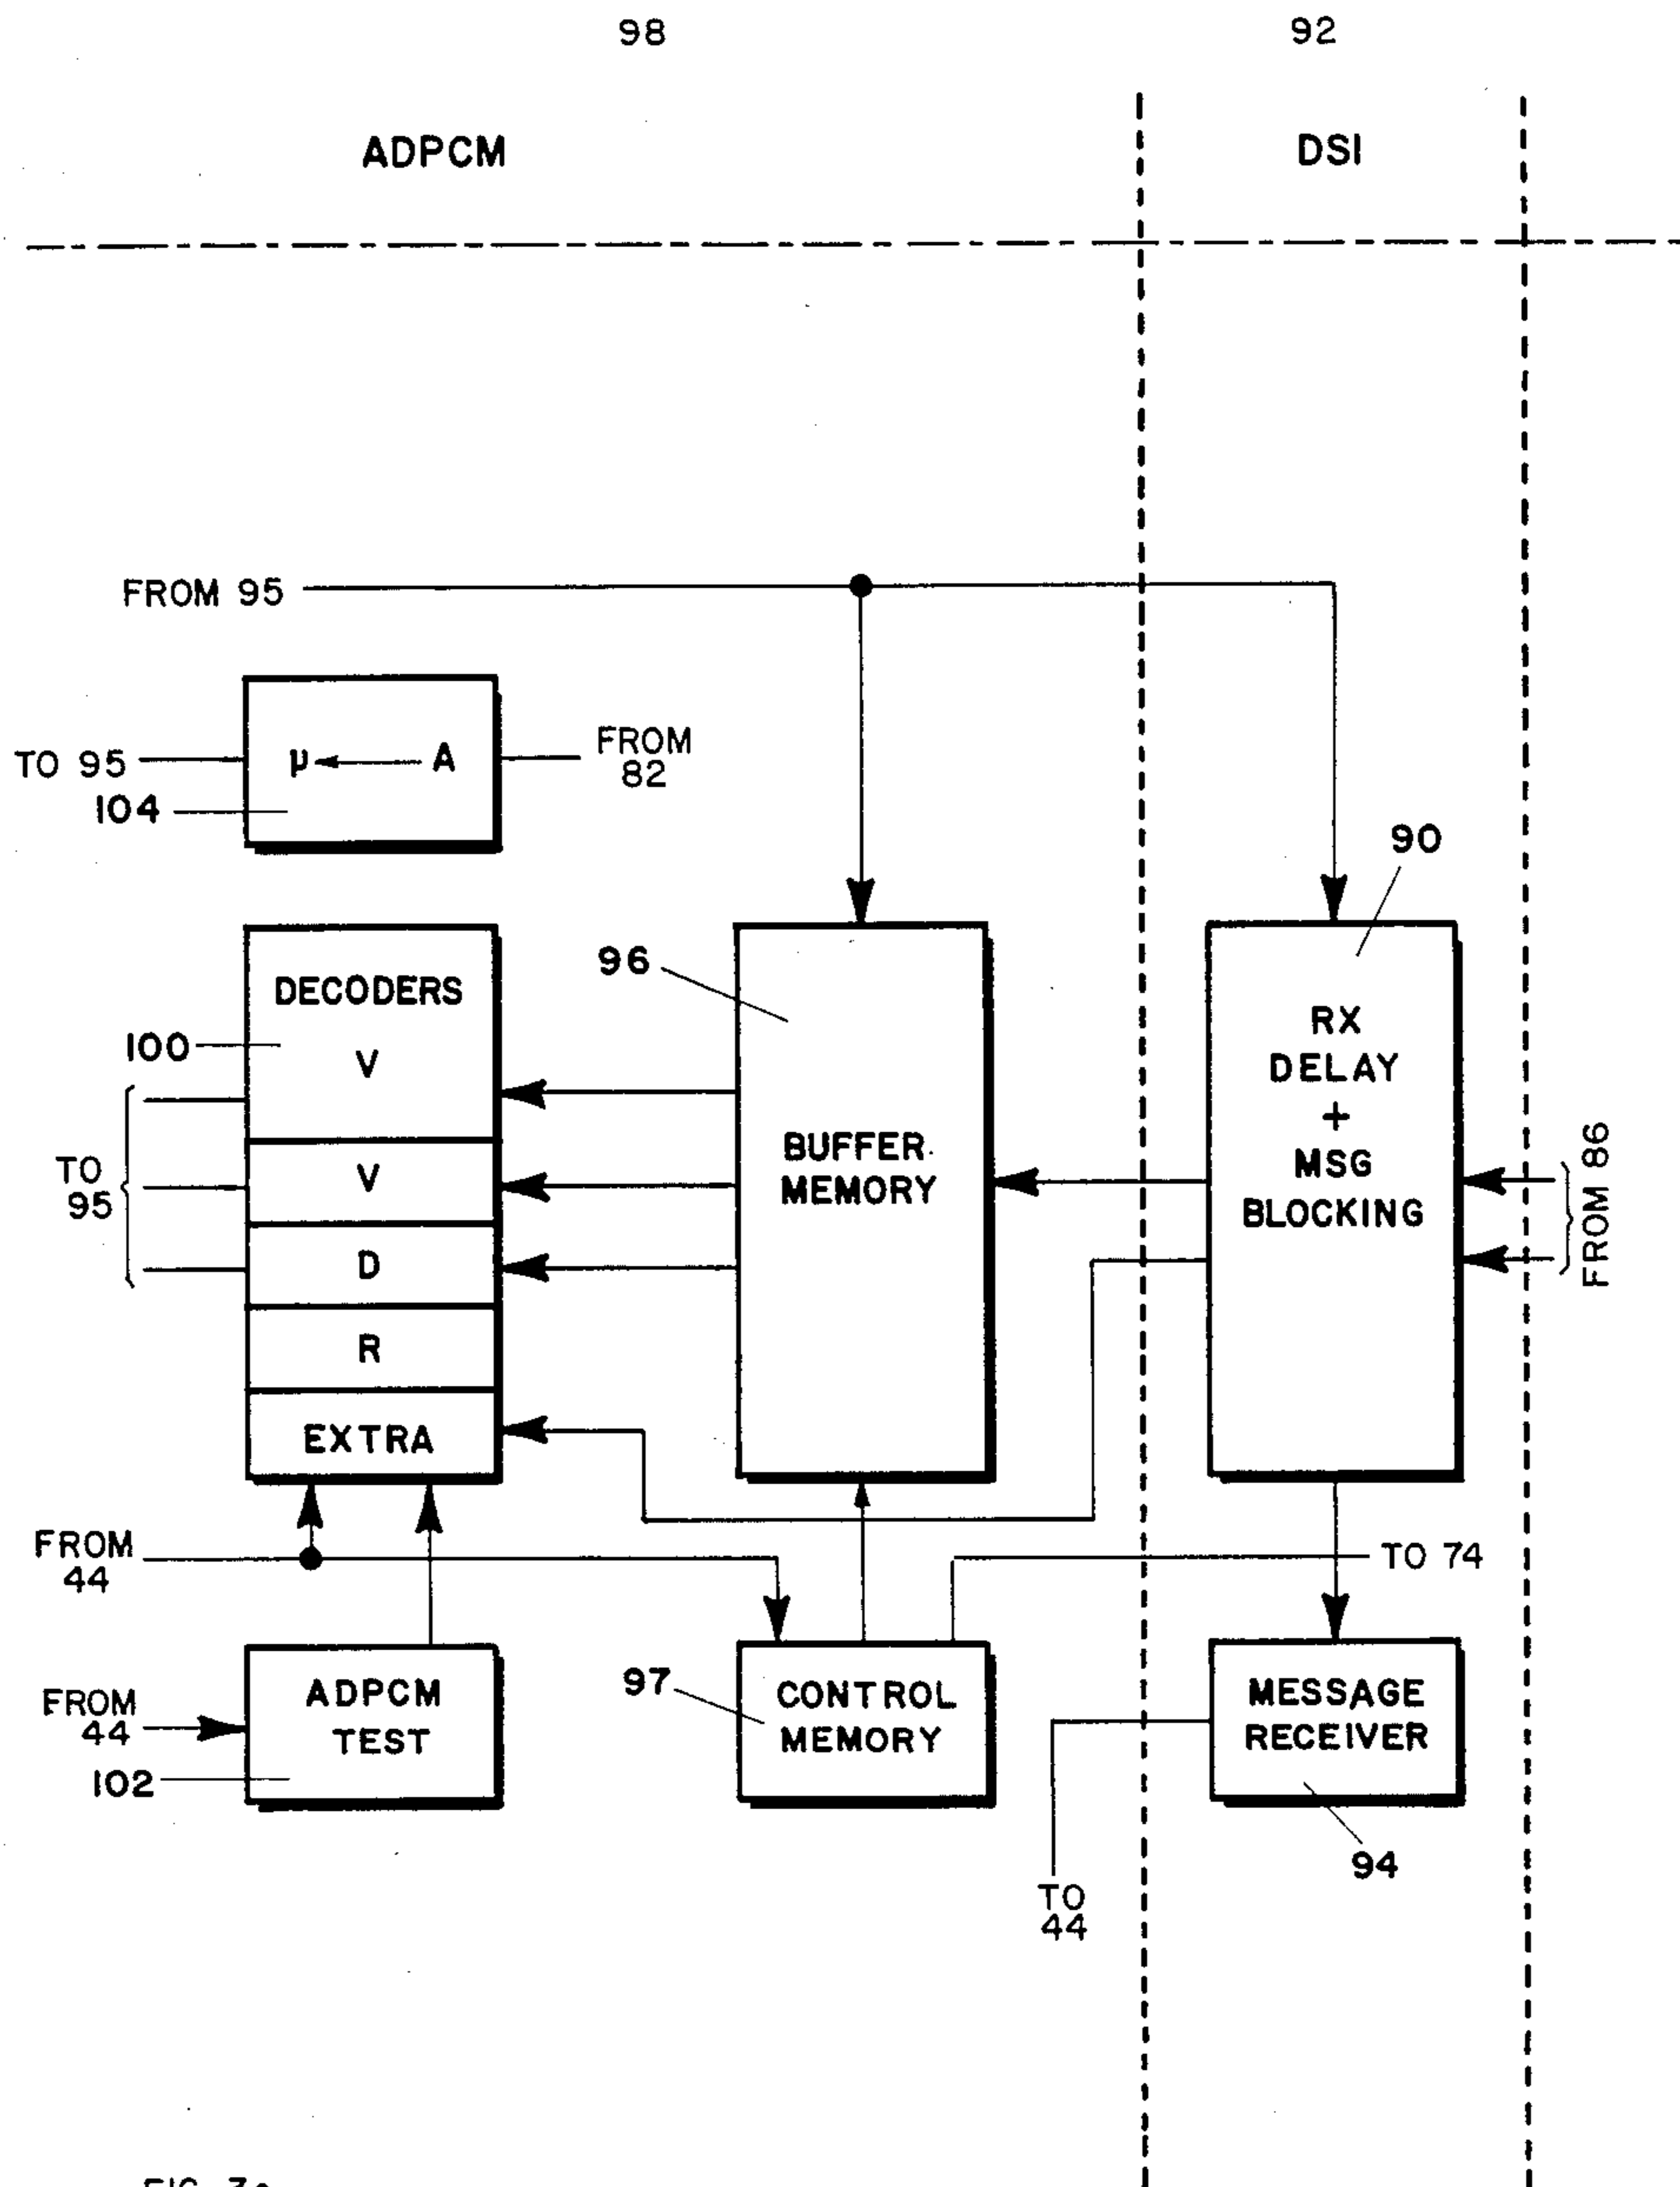 98
92
ADPCM
DSI
FROM 95
TO 95
μ
A
FROM
82
104
90
96
DECODERS
V
100
RX
DELAY
+
MSG
BLOCKING
BUFFER
MEMORY
TO
95
V
D
R
EXTRA
FROM 86
FROM
44
TO 74
FROM
44
ADPCM
TEST
102
97
CONTROL
MEMORY
MESSAGE
RECEIVER
94
TO
44